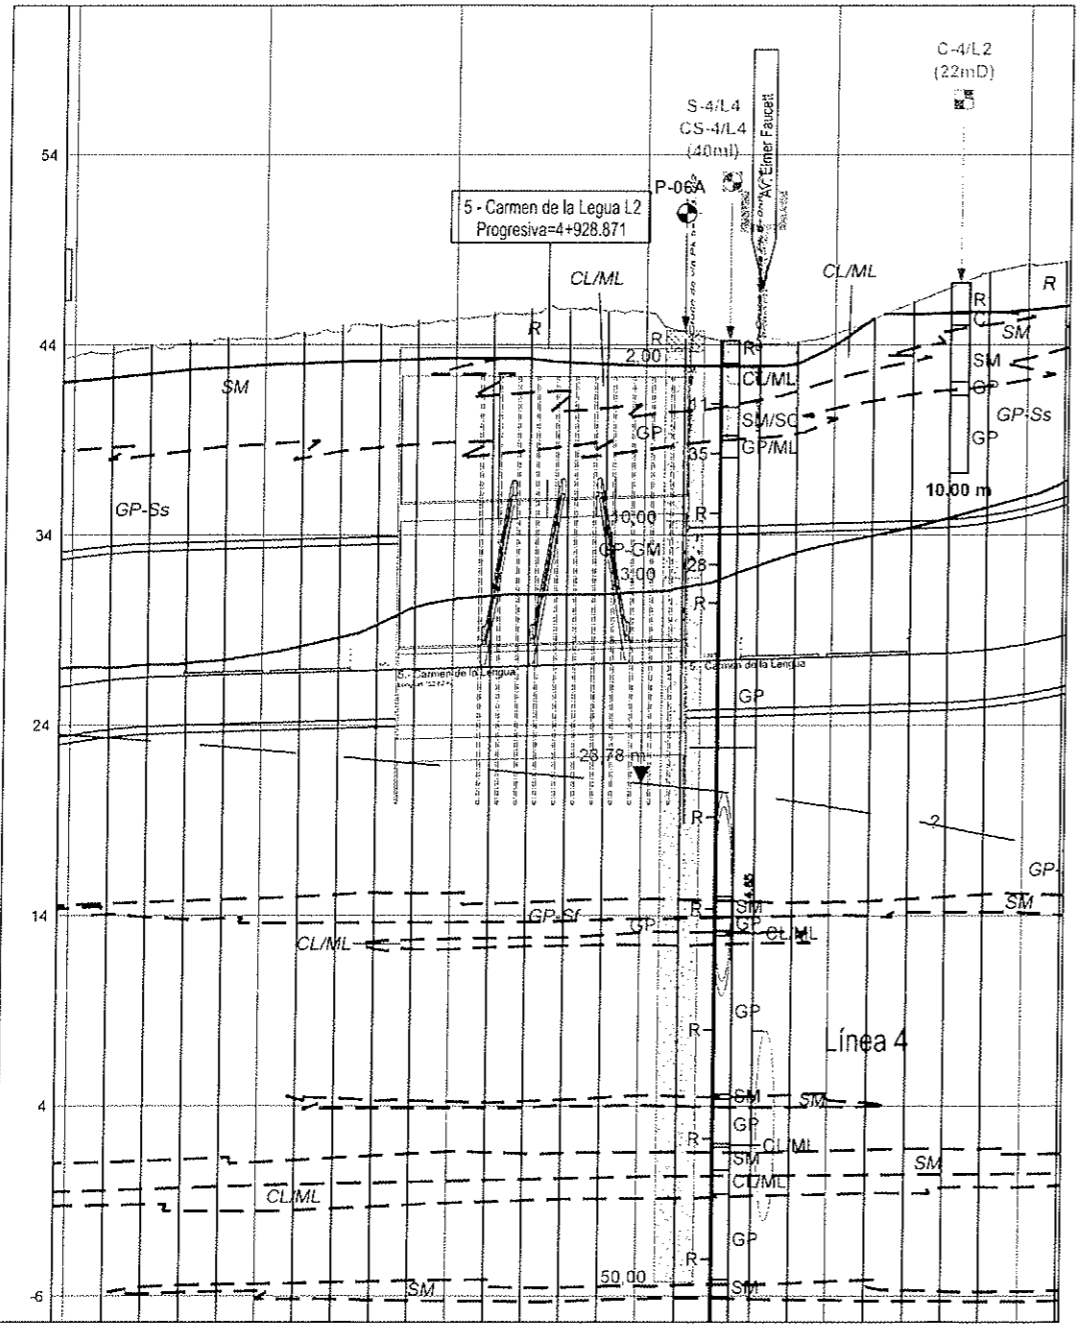 C-4/L2
(22mD)
S-4/L4
CS-4/L4
(40ml)
AV. Elmer Faucett
54
P-06A
5 - Carmen de la Legua L2
Progresiva=4+928.871
CL/ML
CL/ML
R
R
R
C
SM
44
R
R
2.00
SM
CL/ML
SM
GP
11
SM/SC
GP
GP-Ss
GP
35
GP/ML
10.00 m
GP-Ss
10.00
R
34
GP-GM
28
13.00
R
5.- Carmen de la Lengua
5.- Carmen de la Lengua
GP
24
23,78 m
R
?
4.65
GP-
14
GP-Sf
R
SM
SM
GP
GP
CL/ML
CL/ML
GP
R
Línea 4
4
SM
SM
GP
R
CL/ML
SM
SM
CL/ML
CL/ML
GP
R
50,00
-6
SM
SM